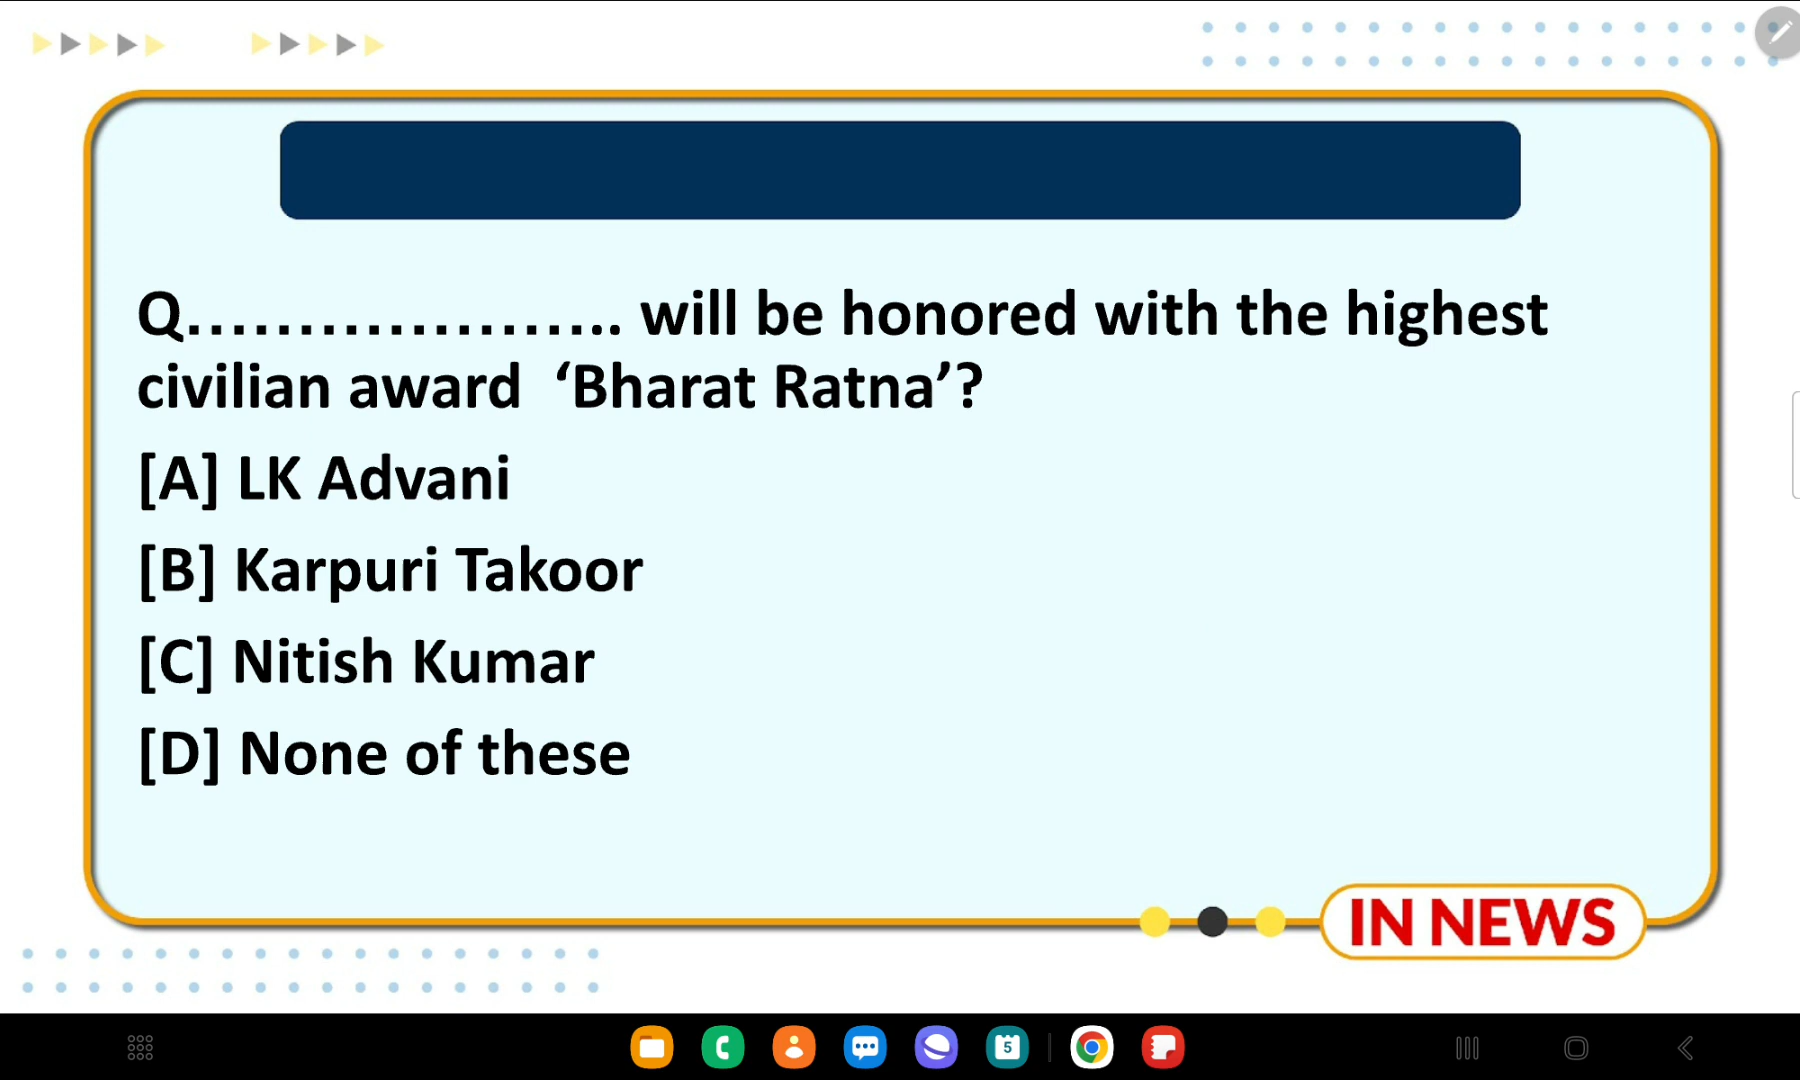 Q.................... will be honored with the highest
civilian award ‘Bharat Ratna’?
[A] LK Advani
[B] Karpuri Takoor
[C] Nitish Kumar
[D] None of these
IN NEWS
5